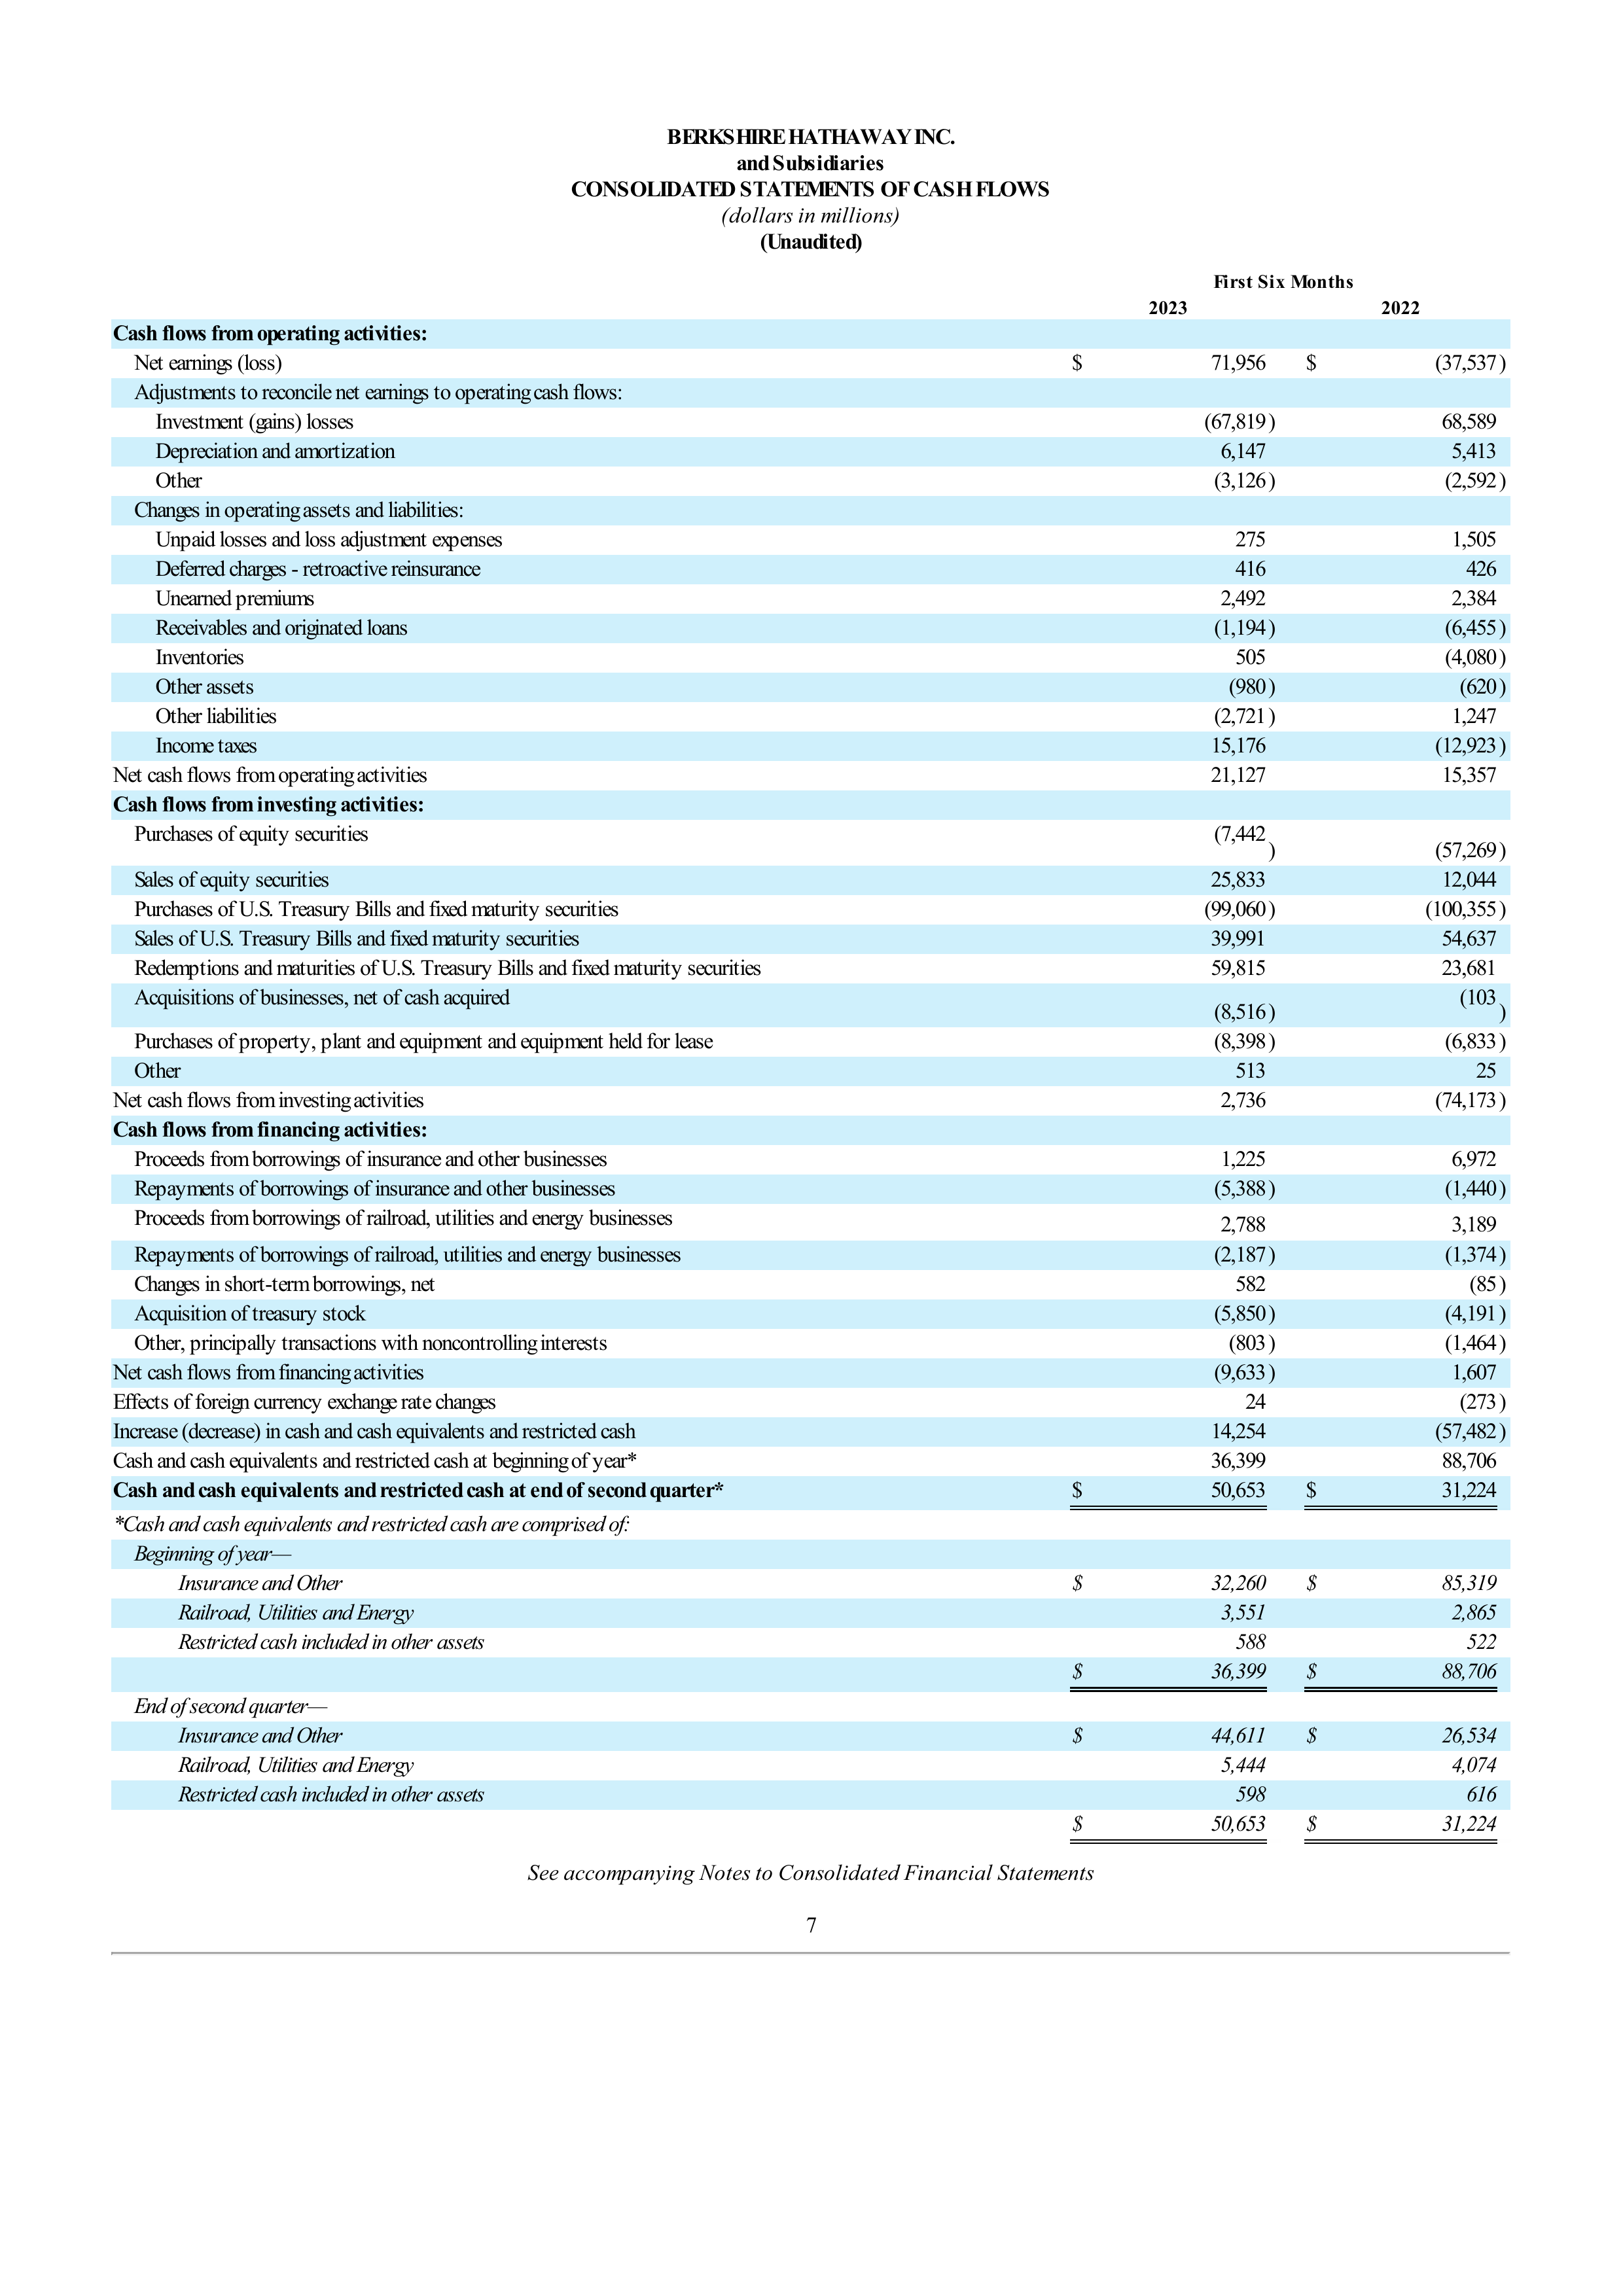 BERKSHIRE HATHAWAY INC.
and Subsidiaries
CONSOLIDATED STATEMENTS OF CASH FLOWS
(dollars in millions)
(Unaudited)
First Six Months
2023 2022
Cash flows from operating activities:
Net earnings (loss) $ 71,956 $ (37,537)
Adjustments to reconcile net earnings to operating cash flows:
Investment (gains) losses (67,819) 68,589
Depreciation and amortization 6,147 5,413
Other (3,126) (2,592)
Changes in operating assets and liabilities:
Unpaid losses and loss adjustment expenses 275 1,505
Deferred charges - retroactive reinsurance 416 426
Unearned premiums 2,492 2,384
Receivables and originated loans (1,194) (6,455)
Inventories 505 (4,080)
Other assets (980) (620)
Other liabilities (2,721) 1,247
Income taxes 15,176 (12,923)
Net cash flows from operating activities 21,127 15,357
Cash flows from investing activities:
Purchases of equity securities (7,442) (57,269)
Sales of equity securities 25,833 12,044
Purchases of U.S. Treasury Bills and fixed maturity securities (99,060) (100,355)
Sales of U.S. Treasury Bills and fixed maturity securities 39,991 54,637
Redemptions and maturities of U.S. Treasury Bills and fixed maturity securities 59,815 23,681
Acquisitions of businesses, net of cash acquired (8,516) (103)
Purchases of property, plant and equipment and equipment held for lease (8,398) (6,833)
Other 513 25
Net cash flows from investing activities 2,736 (74,173)
Cash flows from financing activities:
Proceeds from borrowings of insurance and other businesses 1,225 6,972
Repayments of borrowings of insurance and other businesses (5,388) (1,440)
Proceeds from borrowings of railroad, utilities and energy businesses 2,788 3,189
Repayments of borrowings of railroad, utilities and energy businesses (2,187) (1,374)
Changes in short-term borrowings, net 582 (85)
Acquisition of treasury stock (5,850) (4,191)
Other, principally transactions with noncontrolling interests (803) (1,464)
Net cash flows from financing activities (9,633) 1,607
Effects of foreign currency exchange rate changes 24 (273)
Increase (decrease) in cash and cash equivalents and restricted cash 14,254 (57,482)
Cash and cash equivalents and restricted cash at beginning of year* 36,399 88,706
Cash and cash equivalents and restricted cash at end of second quarter* $ 50,653 $ 31,224
*Cash and cash equivalents and restricted cash are comprised of:
Beginning of year—
Insurance and Other $ 32,260 $ 85,319
Railroad, Utilities and Energy 3,551 2,865
Restricted cash included in other assets 588 522
$ 36,399 $ 88,706
End of second quarter—
Insurance and Other $ 44,611 $ 26,534
Railroad, Utilities and Energy 5,444 4,074
Restricted cash included in other assets 598 616
$ 50,653 $ 31,224
See accompanying Notes to Consolidated Financial Statements
7